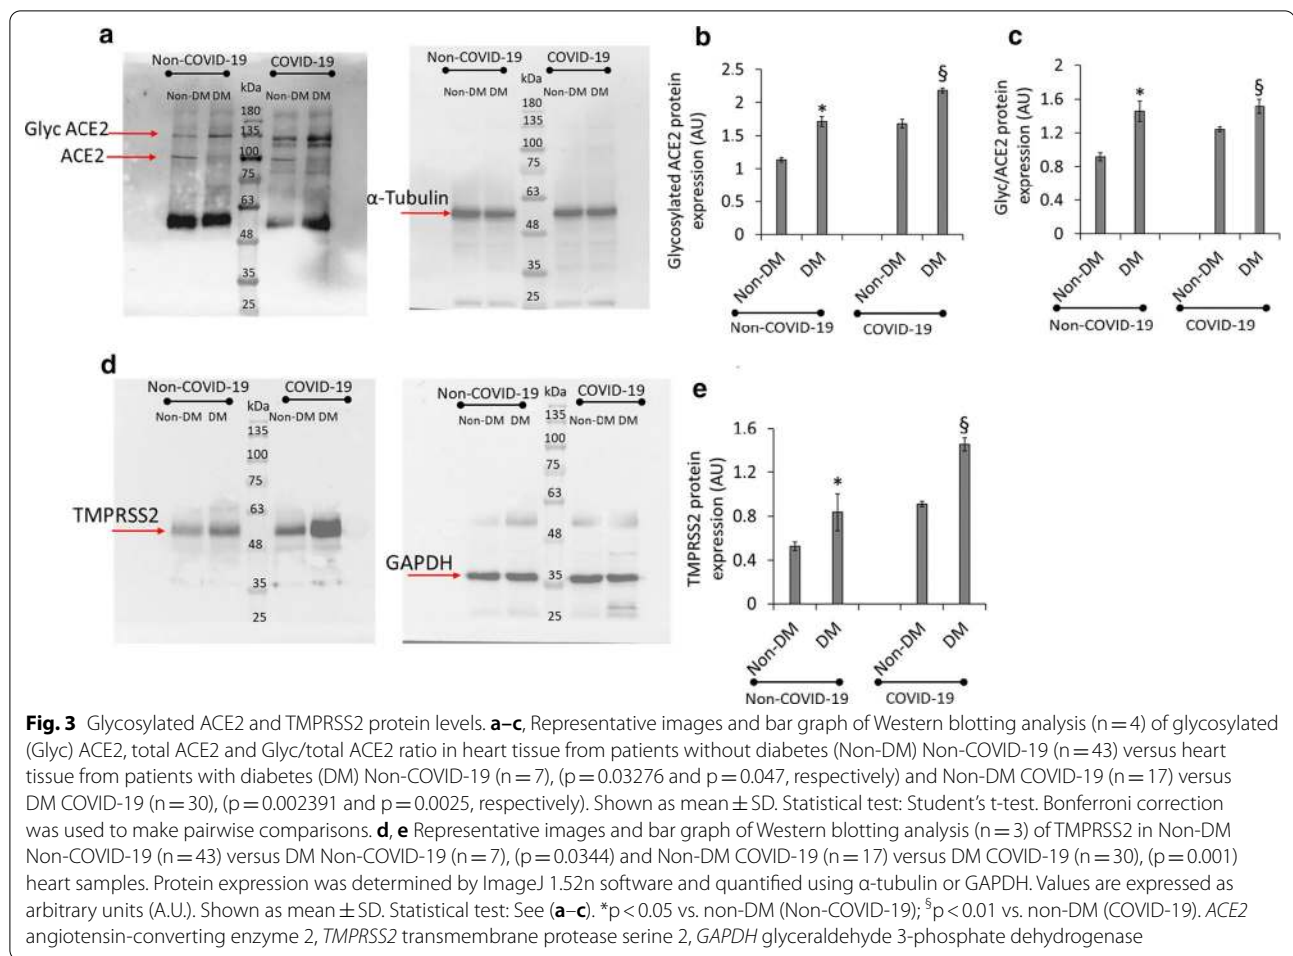 a
Non-COVID-19 COVID-19
Non-DM DM kDa Non-DM DM
180
135
100
75
63
48
35
25
Glyc ACE2
ACE2
Non-COVID-19 COVID-19
Non-DM DM kDa Non-DM DM
180
135
100
75
63
48
35
25
α-Tubulin
b
Glycosylated ACE2 protein
expression (AU)
2.5
2
1.5
1
0.5
0
* §
Non-DM DM Non-DM DM
Non-COVID-19 COVID-19
c
Glyc/ACE2 protein
expression (AU)
2
1.6
1.2
0.8
0.4
0
* §
Non-DM DM Non-DM DM
Non-COVID-19 COVID-19
d
Non-COVID-19 COVID-19
Non-DM DM kDa Non-DM DM
135
100
75
63
48
35
25
TMPRSS2
Non-COVID-19 kDa COVID-19
Non-DM DM Non-DM DM
135
100
75
63
48
35
25
GAPDH
e
TMPRSS2 protein
expression (AU)
1.6
1.2
0.8
0.4
0
* §
Non-DM DM Non-DM DM
Non-COVID-19 COVID-19
Fig. 3 Glycosylated ACE2 and TMPRSS2 protein levels. a–c, Representative images and bar graph of Western blotting analysis (n = 4) of glycosylated
(Glyc) ACE2, total ACE2 and Glyc/total ACE2 ratio in heart tissue from patients without diabetes (Non-DM) Non-COVID-19 (n = 43) versus heart
tissue from patients with diabetes (DM) Non-COVID-19 (n = 7), (p = 0.03276 and p = 0.047, respectively) and Non-DM COVID-19 (n = 17) versus
DM COVID-19 (n = 30), (p = 0.002391 and p = 0.0025, respectively). Shown as mean ± SD. Statistical test: Student's t-test. Bonferroni correction
was used to make pairwise comparisons. d, e Representative images and bar graph of Western blotting analysis (n = 3) of TMPRSS2 in Non-DM
Non-COVID-19 (n = 43) versus DM Non-COVID-19 (n = 7), (p = 0.0344) and Non-DM COVID-19 (n = 17) versus DM COVID-19 (n = 30), (p = 0.001)
heart samples. Protein expression was determined by ImageJ 1.52n software and quantified using α-tubulin or GAPDH. Values are expressed as
arbitrary units (A.U.). Shown as mean ± SD. Statistical test: See (a–c). *p < 0.05 vs. non-DM (Non-COVID-19); §p < 0.01 vs. non-DM (COVID-19). ACE2
angiotensin-converting enzyme 2, TMPRSS2 transmembrane protease serine 2, GAPDH glyceraldehyde 3-phosphate dehydrogenase